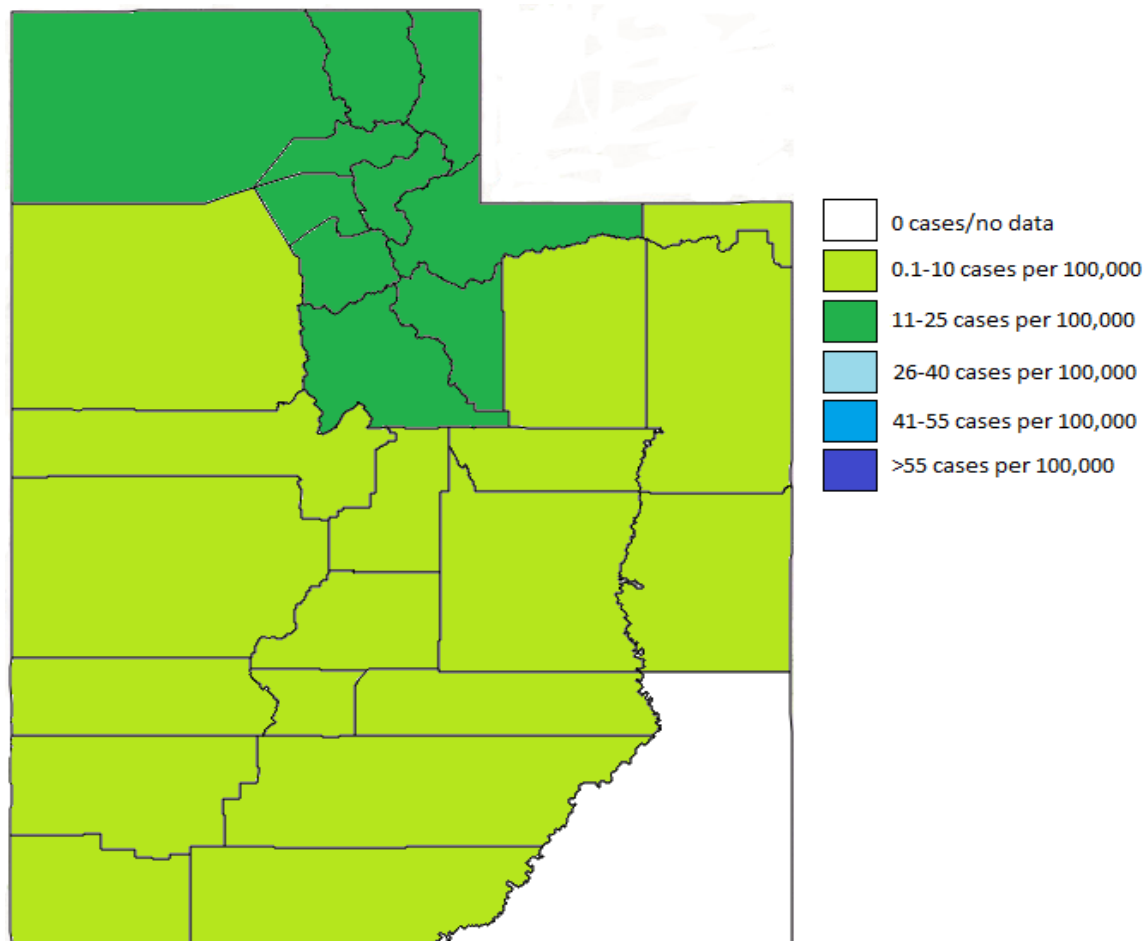 0 cases/no data
0.1-10 cases per 100,000
11-25 cases per 100,000
26-40 cases per 100,000
41-55 cases per 100,000
>55 cases per 100,000